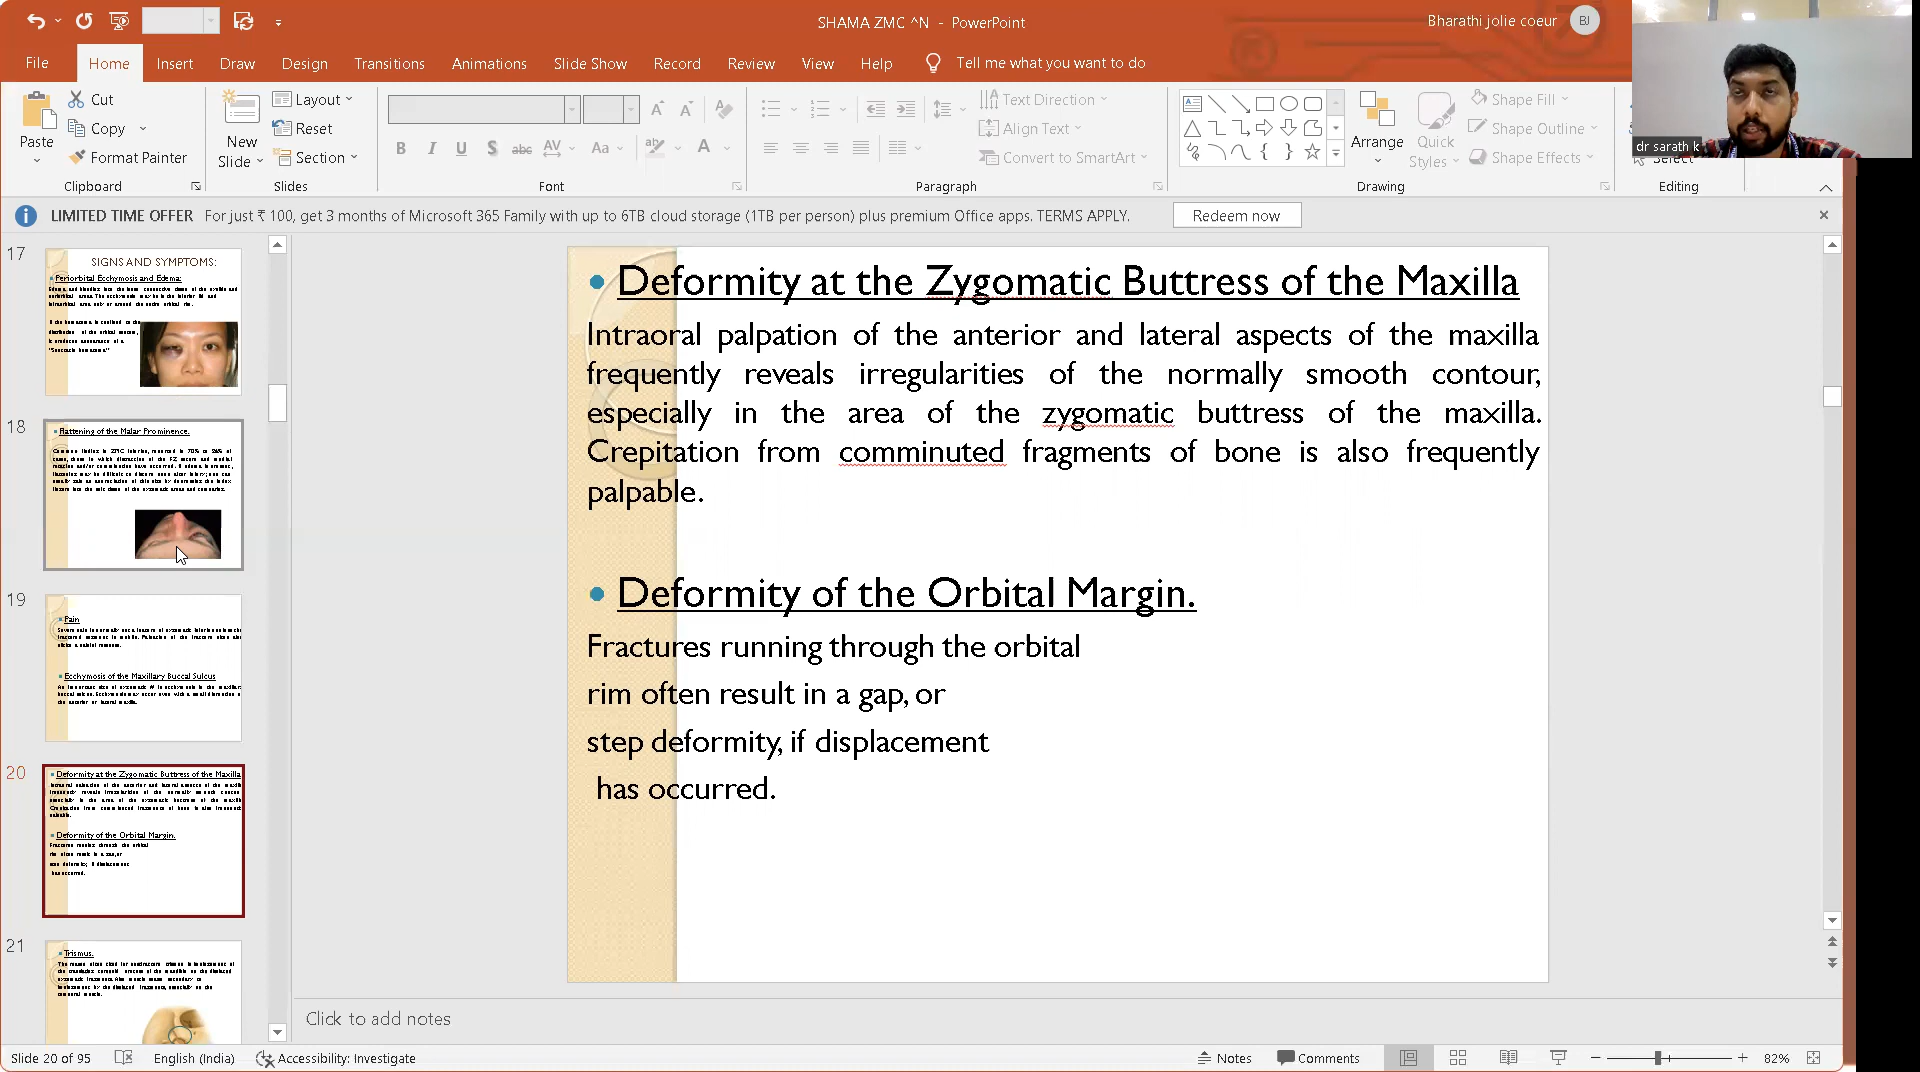 SHAMA ZMC ^N - PowerPoint
Bharathi jolie coeur
BJ
File Home Insert Draw Design Transitions Animations Slide Show Record Review View Help Tell me what you want to do
Cut
Copy
Format Painter
Paste
Clipboard
New
Slide
Layout
Reset
Section
Slides
B I U S abc AV Aa A
Font
Text Direction
Align Text
Convert to SmartArt
Paragraph
Arrange
Quick
Styles
Shape Fill
Shape Outline
Shape Effects
Drawing
Select
Editing
dr sarath k
LIMITED TIME OFFER For just ₹ 100, get 3 months of Microsoft 365 Family with up to 6TB cloud storage (1TB per person) plus premium Office apps. TERMS APPLY.
Redeem now
17
SIGNS AND SYMPTOMS:
Periorbital Ecchymosis and Edema:
18
Flattening of the Malar Prominence.
19
Pain
Ecchymosis of the Maxillary Buccal Sulcus
20
Deformity at the Zygomatic Buttress of the Maxilla
Deformity of the Orbital Margin.
21
Trismus.
Deformity at the Zygomatic Buttress of the Maxilla
Intraoral palpation of the anterior and lateral aspects of the maxilla
frequently reveals irregularities of the normally smooth contour,
especially in the area of the zygomatic buttress of the maxilla.
Crepitation from comminuted fragments of bone is also frequently
palpable.
Deformity of the Orbital Margin.
Fractures running through the orbital
rim often result in a gap, or
step deformity, if displacement
has occurred.
Click to add notes
Slide 20 of 95
English (India)
Accessibility: Investigate
Notes
Comments
82%